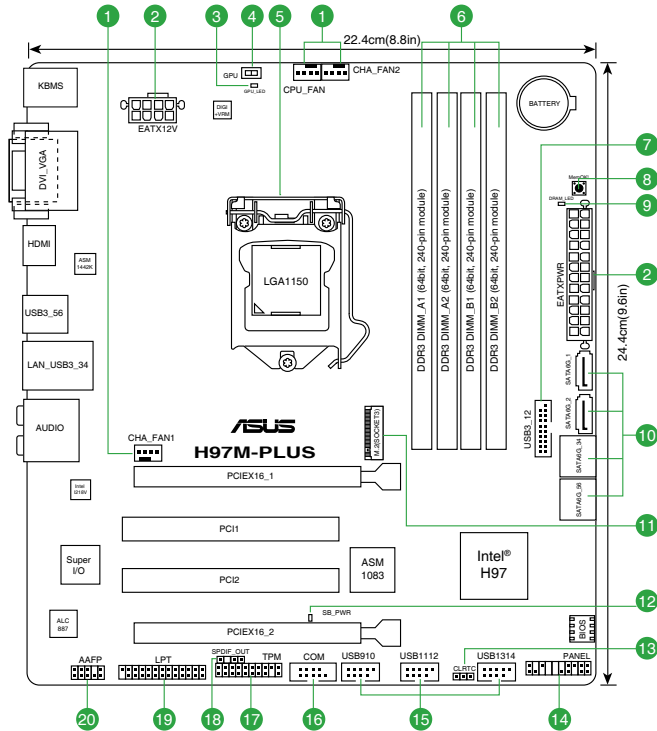 1
2
3
4
5
1
6
22.4cm(8.8in)
KBMS
GPU
GPU_LED
CPU_FAN
CHA_FAN2
EATX12V
DIGI
+VRM
BATTERY
DVI_VGA
7
MemOK!
8
DRAM_LED
9
HDMI
ASM
1442K
LGA1150
DDR3 DIMM_A1 (64bit, 240-pin module)
DDR3 DIMM_A2 (64bit, 240-pin module)
DDR3 DIMM_B1 (64bit, 240-pin module)
DDR3 DIMM_B2 (64bit, 240-pin module)
EATXPWR
2
24.4cm(9.6in)
USB3_56
LAN_USB3_34
SATA6G_1
AUDIO
SATA6G_2
USB3_12
10
ASUS
H97M-PLUS
1
CHA_FAN1
M.2(SOCKET3)
SATA6G_34
PCIEX16_1
SATA6G_56
Intel
I218V
11
PCI1
Super
I/O
PCI2
ASM
1083
Intel®
H97
12
SB_PWR
ALC
887
PCIEX16_2
BIOS
13
AAFP
LPT
SPDIF_OUT
TPM
COM
USB910
USB1112
CLRTC
USB1314
PANEL
20
19
18
17
16
15
14